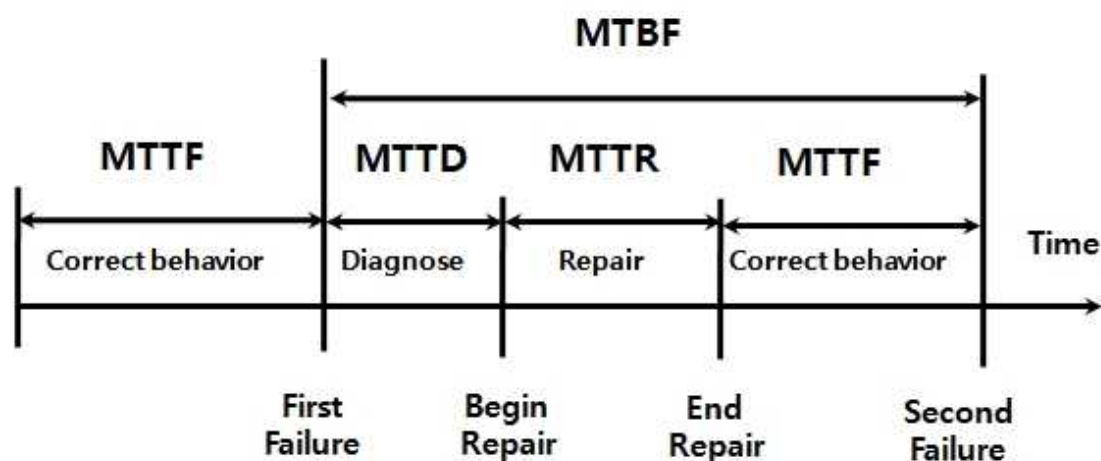 MTBF
MTTF
MTTD
MTTR
MTTF
Correct behavior
Diagnose
Repair
Correct behavior
Time
First
Failure
Begin
Repair
End
Repair
Second
Failure